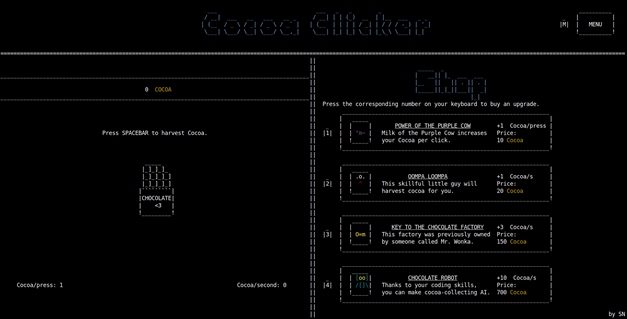 Cocoa Clicker
|M| MENU
Shop
0 COCOA
Press the corresponding number on your keyboard to buy an upgrade.
Press SPACEBAR to harvest Cocoa.
CHOCOLATE
<3
Cocoa/press: 1
Cocoa/second: 0
|1|
POWER OF THE PURPLE COW +1 Cocoa/press
Milk of the Purple Cow increases Price:
your Cocoa per click. 10 Cocoa
|2|
OOMPA LOOMPA +1 Cocoa/s
This skillful little guy will Price:
harvest cocoa for you. 20 Cocoa
|3|
KEY TO THE CHOCOLATE FACTORY +3 Cocoa/s
This factory was previously owned Price:
by someone called Mr. Wonka. 150 Cocoa
|4|
CHOCOLATE ROBOT +10 Cocoa/s
Thanks to your coding skills, Price:
you can make cocoa-collecting AI. 700 Cocoa
by SN